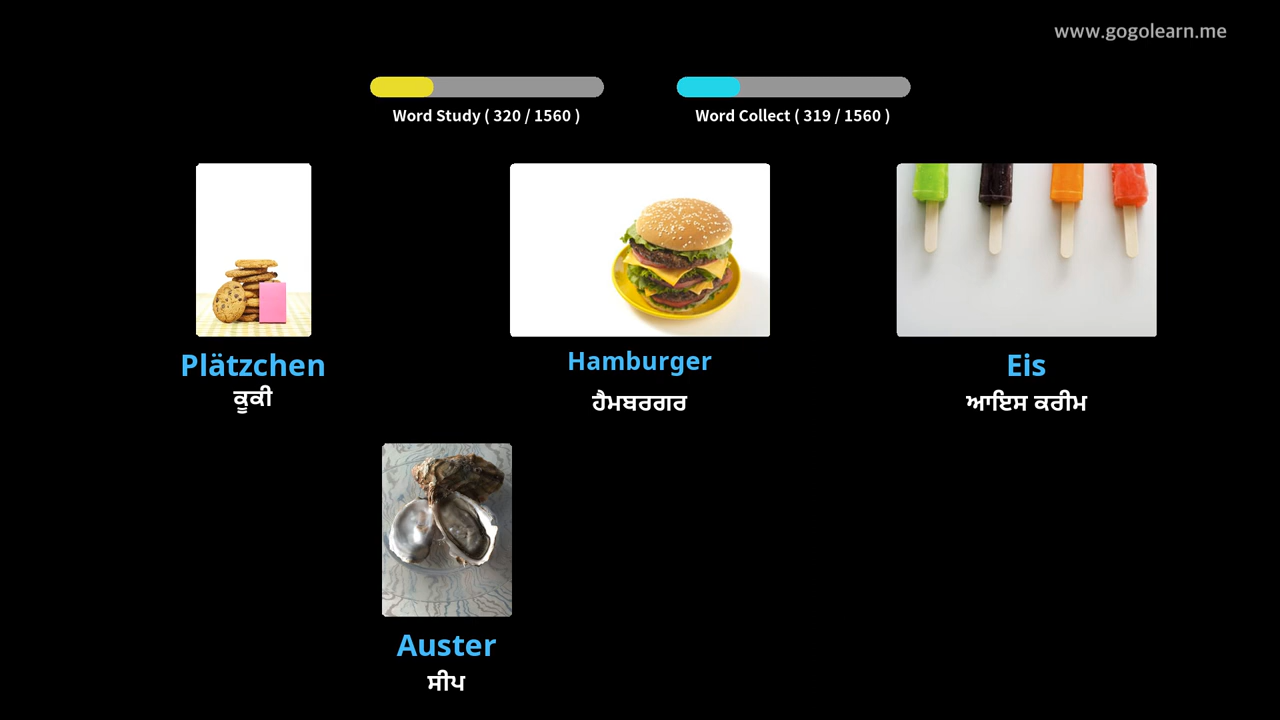 www.gogolearn.me
Word Study ( 320 / 1560 )
Word Collect ( 319 / 1560 )
Plätzchen
ਕੂਕੀ
Hamburger
ਹੈਮਬਰਗਰ
Eis
ਆਇਸ ਕਰੀਮ
Auster
ਸੀਪ